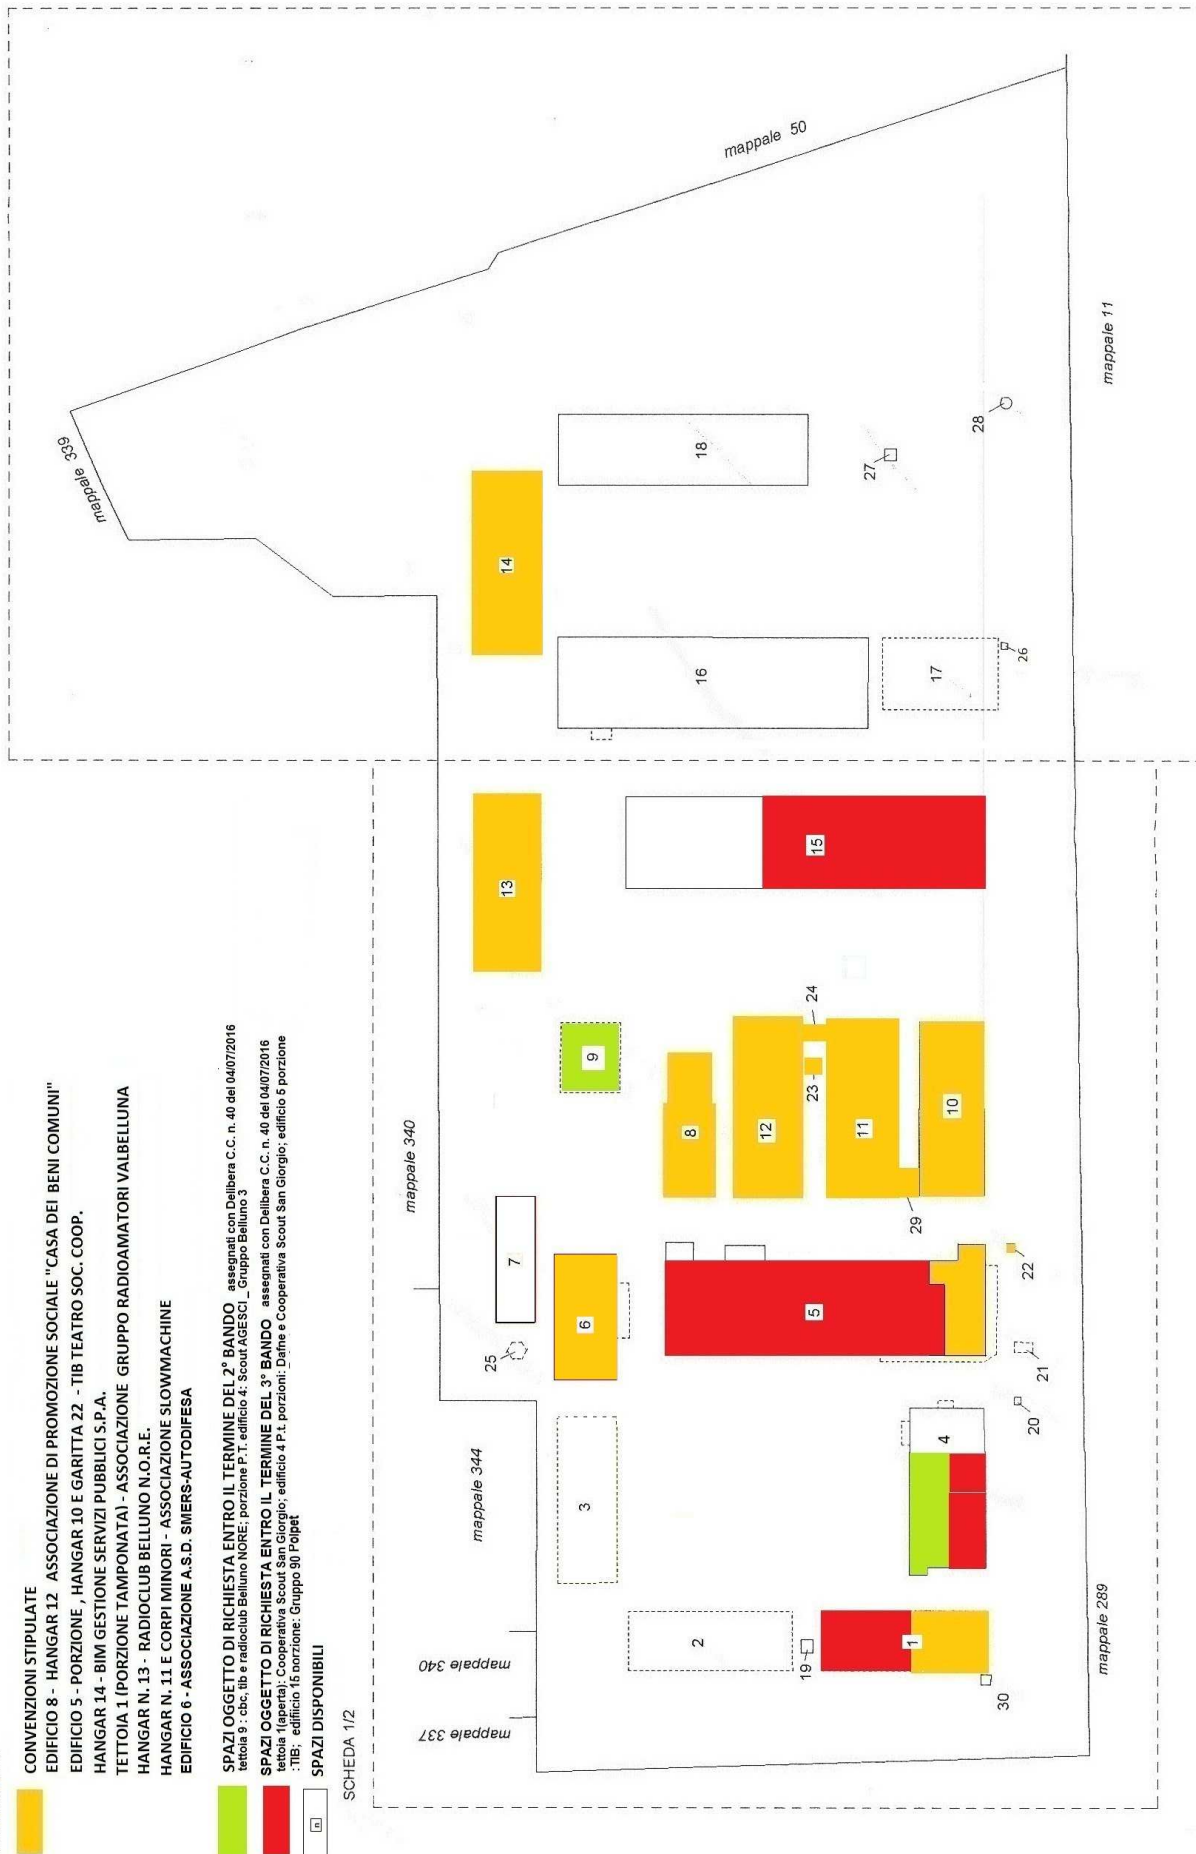 CONVENZIONI STIPULATE
EDIFICIO 8 - HANGAR 12 ASSOCIAZIONE DI PROMOZIONE SOCIALE "CASA DEI BENI COMUNI"
EDIFICIO 5 - PORZIONE , HANGAR 10 E GARITTA 22 - TIB TEATRO SOC. COOP.
HANGAR 14 - BIM GESTIONE SERVIZI PUBBLICI S.P.A.
TETTOIA 1 (PORZIONE TAMPONATA) - ASSOCIAZIONE GRUPPO RADIOAMATORI VALBELLUNA
HANGAR N. 13 - RADIOCLUB BELLUNO N.O.R.E.
HANGAR N. 11 E CORPI MINORI - ASSOCIAZIONE SLOWMACHINE
EDIFICIO 6 - ASSOCIAZIONE A.S.D. SMERS-AUTODIFESA
SPAZI OGGETTO DI RICHIESTA ENTRO IL TERMINE DEL 2° BANDO assegnati con Delibera C.C. n. 40 del 04/07/2016
tettoia 9 : cbc, tib e radioclub Belluno NORE; porzione P.T. edificio 4: Scout AGESCI _ Gruppo Belluno 3
SPAZI OGGETTO DI RICHIESTA ENTRO IL TERMINE DEL 3° BANDO assegnati con Delibera C.C. n. 40 del 04/07/2016
tettoia 1(aperta): Cooperativa Scout San Giorgio; edificio 4 P.t. porzioni: Dafne e Cooperativa Scout San Giorgio; edificio 5 porzione
: TIB; edificio 15 porzione: Gruppo 90 Polpet
n
SPAZI DISPONIBILI
SCHEDA 1/2
mappale 339
mappale 50
mappale 340
mappale 344
mappale 340
mappale 337
mappale 11
mappale 289
1
2
3
4
5
6
7
8
9
10
11
12
13
14
15
16
17
18
19
20
21
22
23
24
25
26
27
28
29
30